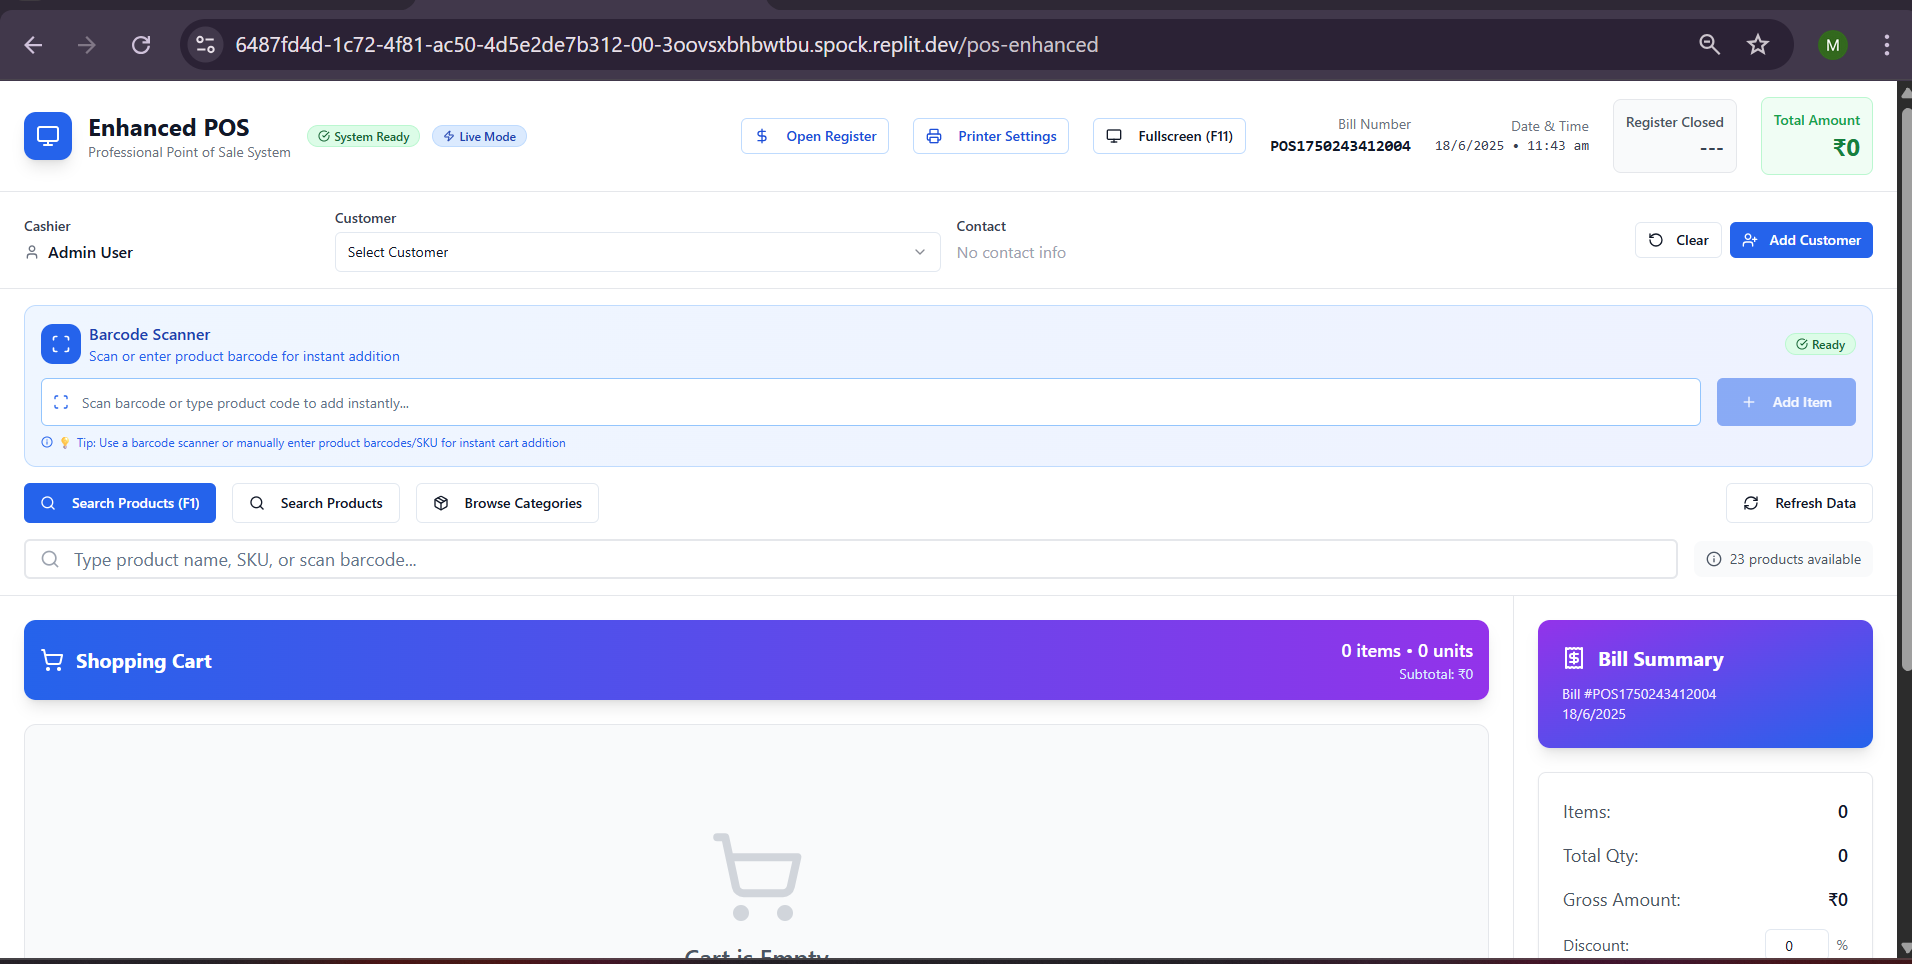 6487fd4d-1c72-4f81-ac50-4d5e2de7b312-00-3oovsxbhbwtbu.spock.replit.dev/pos-enhanced
M
Enhanced POS
Professional Point of Sale System
System Ready
Live Mode
Open Register
Printer Settings
Fullscreen (F11)
Bill Number
POS1750243412004
Date & Time
18/6/2025 • 11:43 am
Register Closed
---
Total Amount
₹0
Cashier
Admin User
Customer
Select Customer
Contact
No contact info
Clear
Add Customer
Barcode Scanner
Scan or enter product barcode for instant addition
Ready
Scan barcode or type product code to add instantly...
+ Add Item
Tip: Use a barcode scanner or manually enter product barcodes/SKU for instant cart addition
Search Products (F1)
Search Products
Browse Categories
Refresh Data
Type product name, SKU, or scan barcode...
23 products available
Shopping Cart
0 items • 0 units
Subtotal: ₹0
Bill Summary
Bill #POS1750243412004
18/6/2025
Items: 0
Total Qty: 0
Gross Amount: ₹0
Discount: 0 %
Cart is Empty